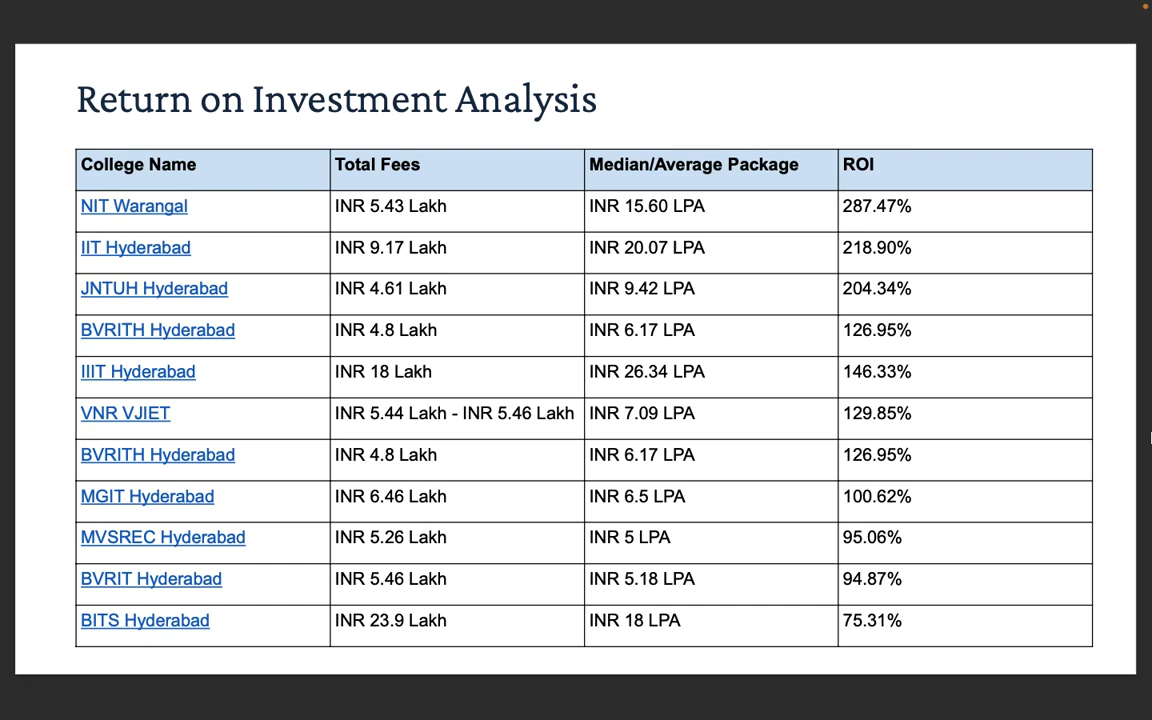 Return on Investment Analysis
College Name Total Fees Median/Average Package ROI
NIT Warangal INR 5.43 Lakh INR 15.60 LPA 287.47%
IIT Hyderabad INR 9.17 Lakh INR 20.07 LPA 218.90%
JNTUH Hyderabad INR 4.61 Lakh INR 9.42 LPA 204.34%
BVRITH Hyderabad INR 4.8 Lakh INR 6.17 LPA 126.95%
IIIT Hyderabad INR 18 Lakh INR 26.34 LPA 146.33%
VNR VJIET INR 5.44 Lakh - INR 5.46 Lakh INR 7.09 LPA 129.85%
BVRITH Hyderabad INR 4.8 Lakh INR 6.17 LPA 126.95%
MGIT Hyderabad INR 6.46 Lakh INR 6.5 LPA 100.62%
MVSREC Hyderabad INR 5.26 Lakh INR 5 LPA 95.06%
BVRIT Hyderabad INR 5.46 Lakh INR 5.18 LPA 94.87%
BITS Hyderabad INR 23.9 Lakh INR 18 LPA 75.31%